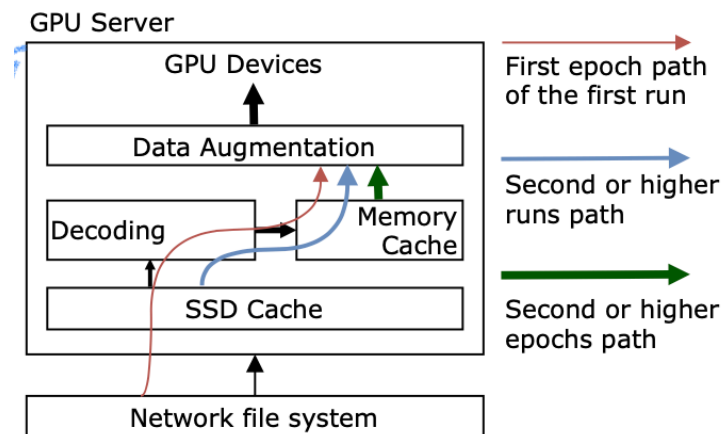 GPU Server
GPU Devices
Data Augmentation
Decoding
Memory
Cache
SSD Cache
Network file system
First epoch path
of the first run
Second or higher
runs path
Second or higher
epochs path